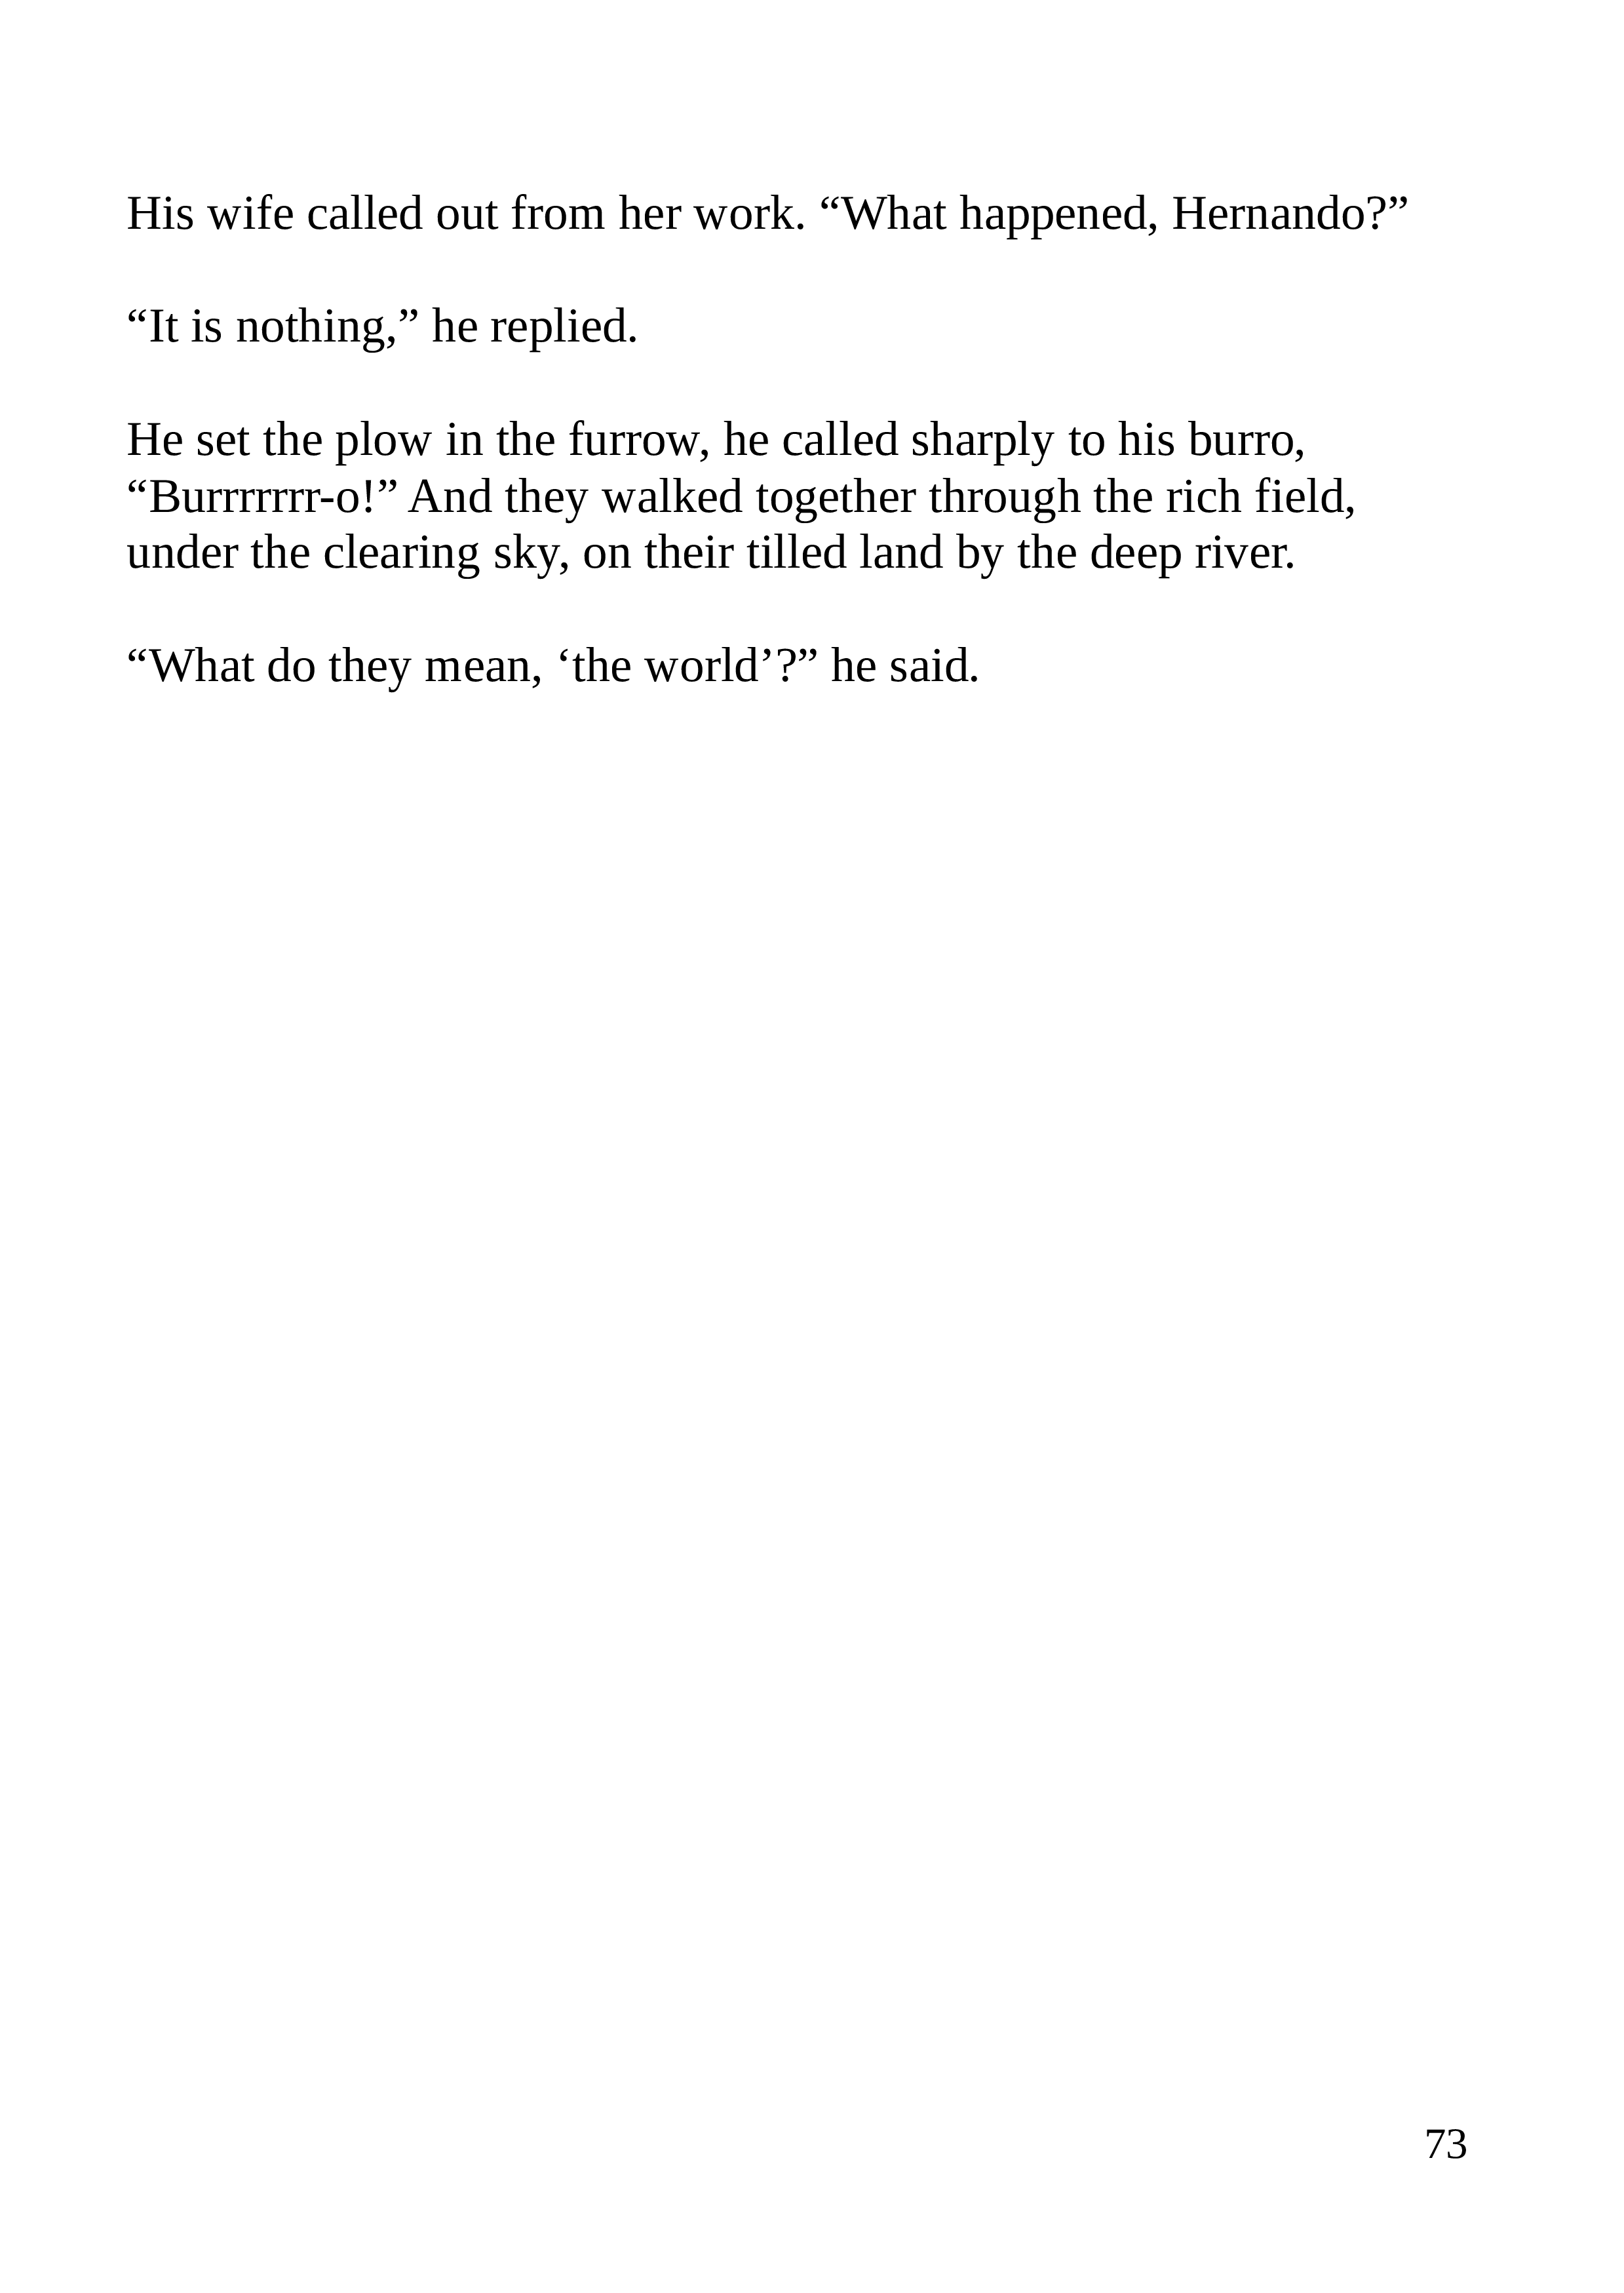 His wife called out from her work. “What happened, Hernando?”
“It is nothing,” he replied.
He set the plow in the furrow, he called sharply to his burro,
“Burrrrrrr-o!” And they walked together through the rich field,
under the clearing sky, on their tilled land by the deep river.
“What do they mean, ‘the world’?” he said.
73